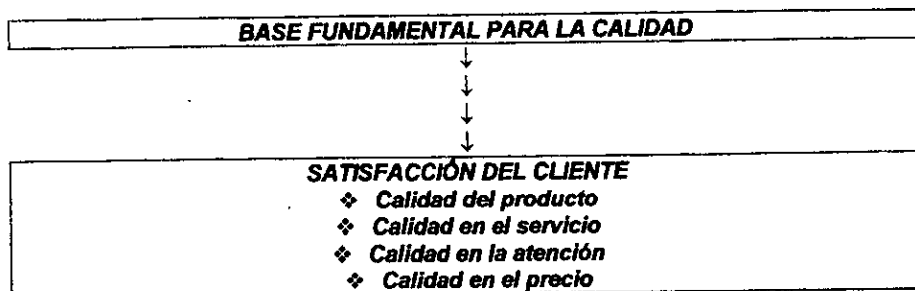 BASE FUNDAMENTAL PARA LA CALIDAD
↓
↓
↓
↓
SATISFACCIÓN DEL CLIENTE
❖ Calidad del producto
❖ Calidad en el servicio
❖ Calidad en la atención
❖ Calidad en el precio